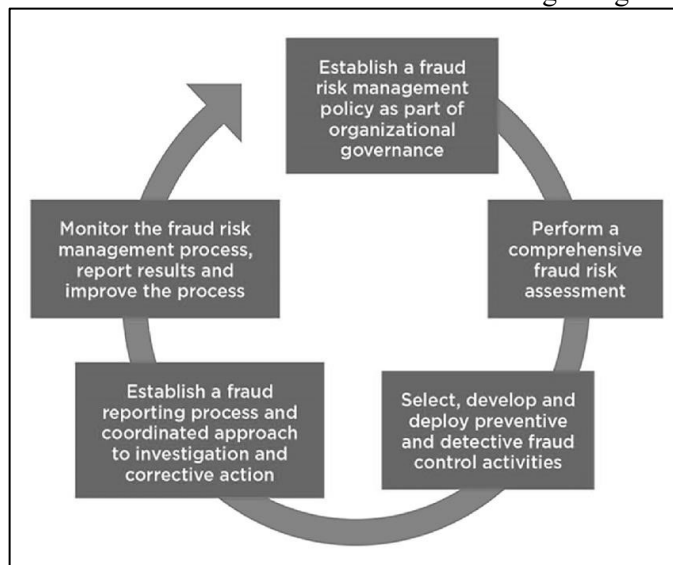 Establish a fraud
risk management
policy as part of
organizational
governance
Perform a
comprehensive
fraud risk
assessment
Select, develop and
deploy preventive
and detective fraud
control activities
Establish a fraud
reporting process and
coordinated approach
to investigation and
corrective action
Monitor the fraud risk
management process,
report results and
improve the process